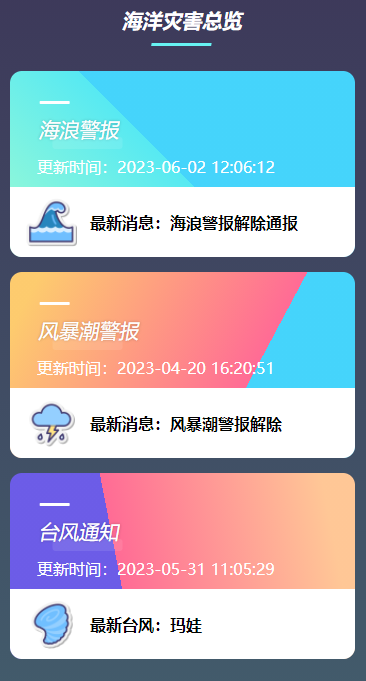 海洋灾害总览
海浪警报
更新时间：2023-06-02 12:06:12
最新消息：海浪警报解除通报
风暴潮警报
更新时间：2023-04-20 16:20:51
最新消息：风暴潮警报解除
台风通知
更新时间：2023-05-31 11:05:29
最新台风：玛娃